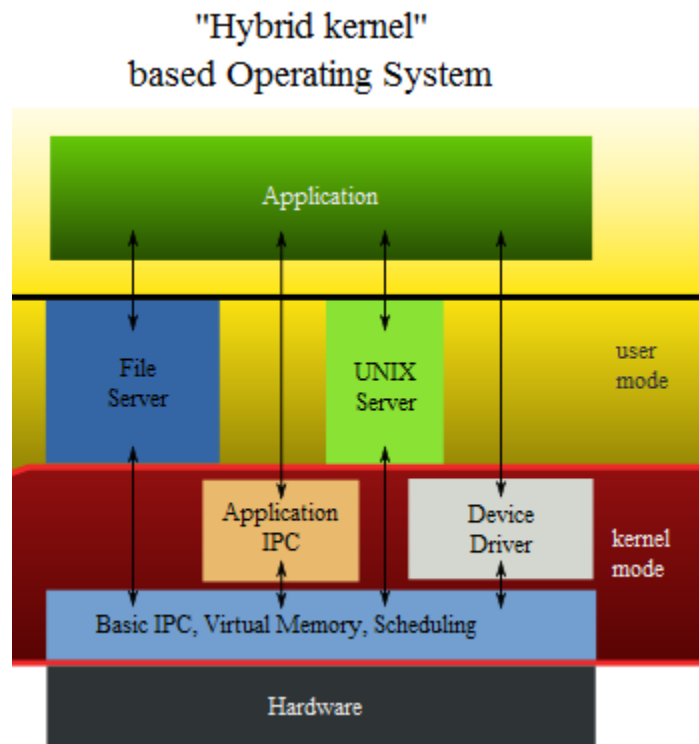 "Hybrid kernel"
based Operating System
Application
File
Server
UNIX
Server
user
mode
Application
IPC
Device
Driver
kernel
mode
Basic IPC, Virtual Memory, Scheduling
Hardware